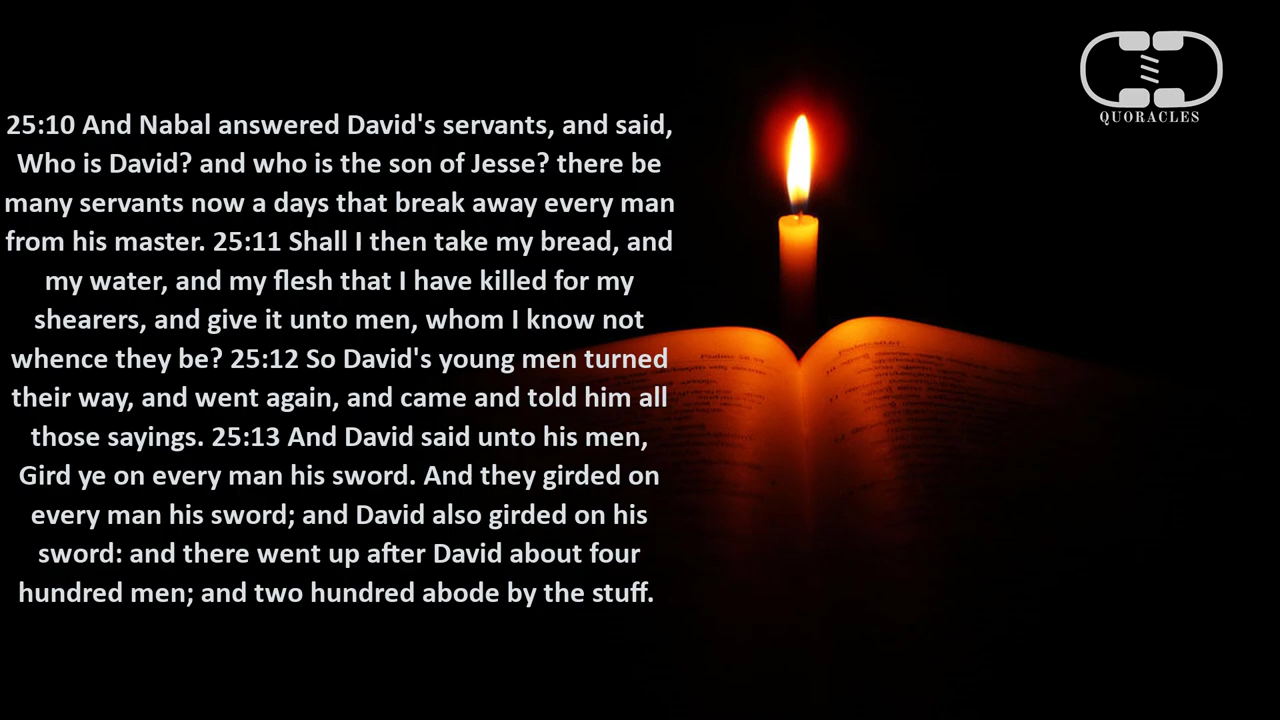 25:10 And Nabal answered David's servants, and said,
Who is David? and who is the son of Jesse? there be
many servants now a days that break away every man
from his master. 25:11 Shall I then take my bread, and
my water, and my flesh that I have killed for my
shearers, and give it unto men, whom I know not
whence they be? 25:12 So David's young men turned
their way, and went again, and came and told him all
those sayings. 25:13 And David said unto his men,
Gird ye on every man his sword. And they girded on
every man his sword; and David also girded on his
sword: and there went up after David about four
hundred men; and two hundred abode by the stuff.
QUORACLES